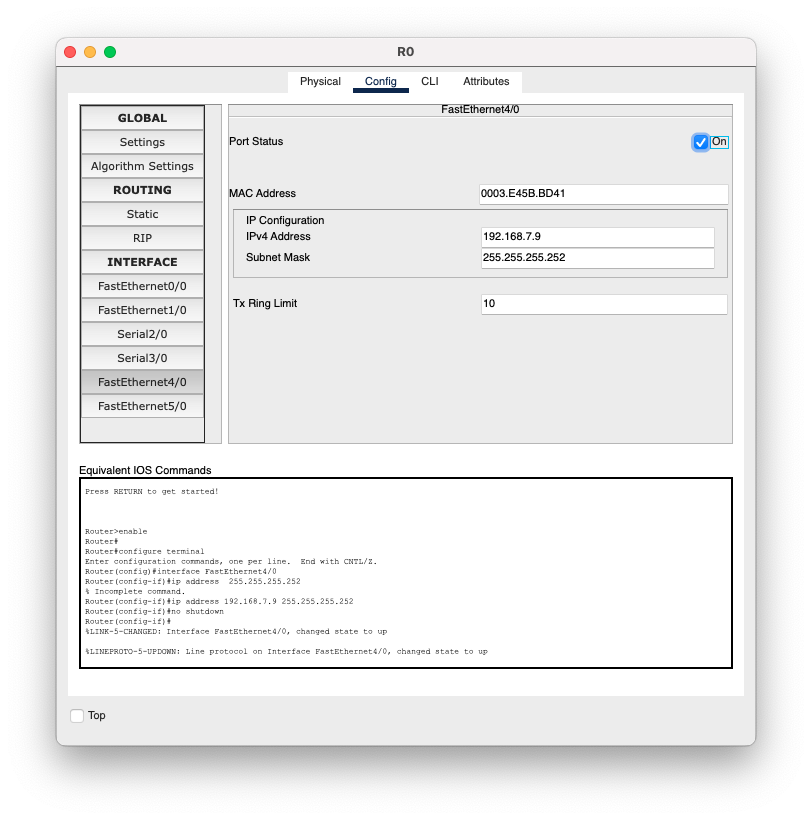 R0
Physical Config CLI Attributes
GLOBAL
Settings
Algorithm Settings
ROUTING
Static
RIP
INTERFACE
FastEthernet0/0
FastEthernet1/0
Serial2/0
Serial3/0
FastEthernet4/0
FastEthernet5/0
FastEthernet4/0
Port Status On
MAC Address 0003.E45B.BD41
IP Configuration
IPv4 Address 192.168.7.9
Subnet Mask 255.255.255.252
Tx Ring Limit 10
Equivalent IOS Commands
Press RETURN to get started!
Router>enable
Router#
Router#configure terminal
Enter configuration commands, one per line.  End with CNTL/Z.
Router(config)#interface FastEthernet4/0
Router(config-if)#ip address  255.255.255.252
% Incomplete command.
Router(config-if)#ip address 192.168.7.9 255.255.255.252
Router(config-if)#no shutdown
Router(config-if)#
%LINK-5-CHANGED: Interface FastEthernet4/0, changed state to up
%LINEPROTO-5-UPDOWN: Line protocol on Interface FastEthernet4/0, changed state to up
Top